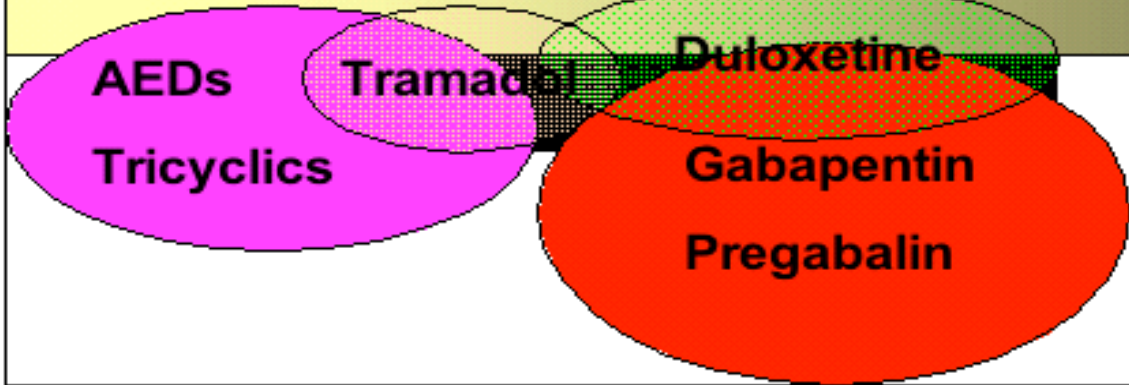 AEDs
Tramadol
Duloxetine
Tricyclics
Gabapentin
Pregabalin